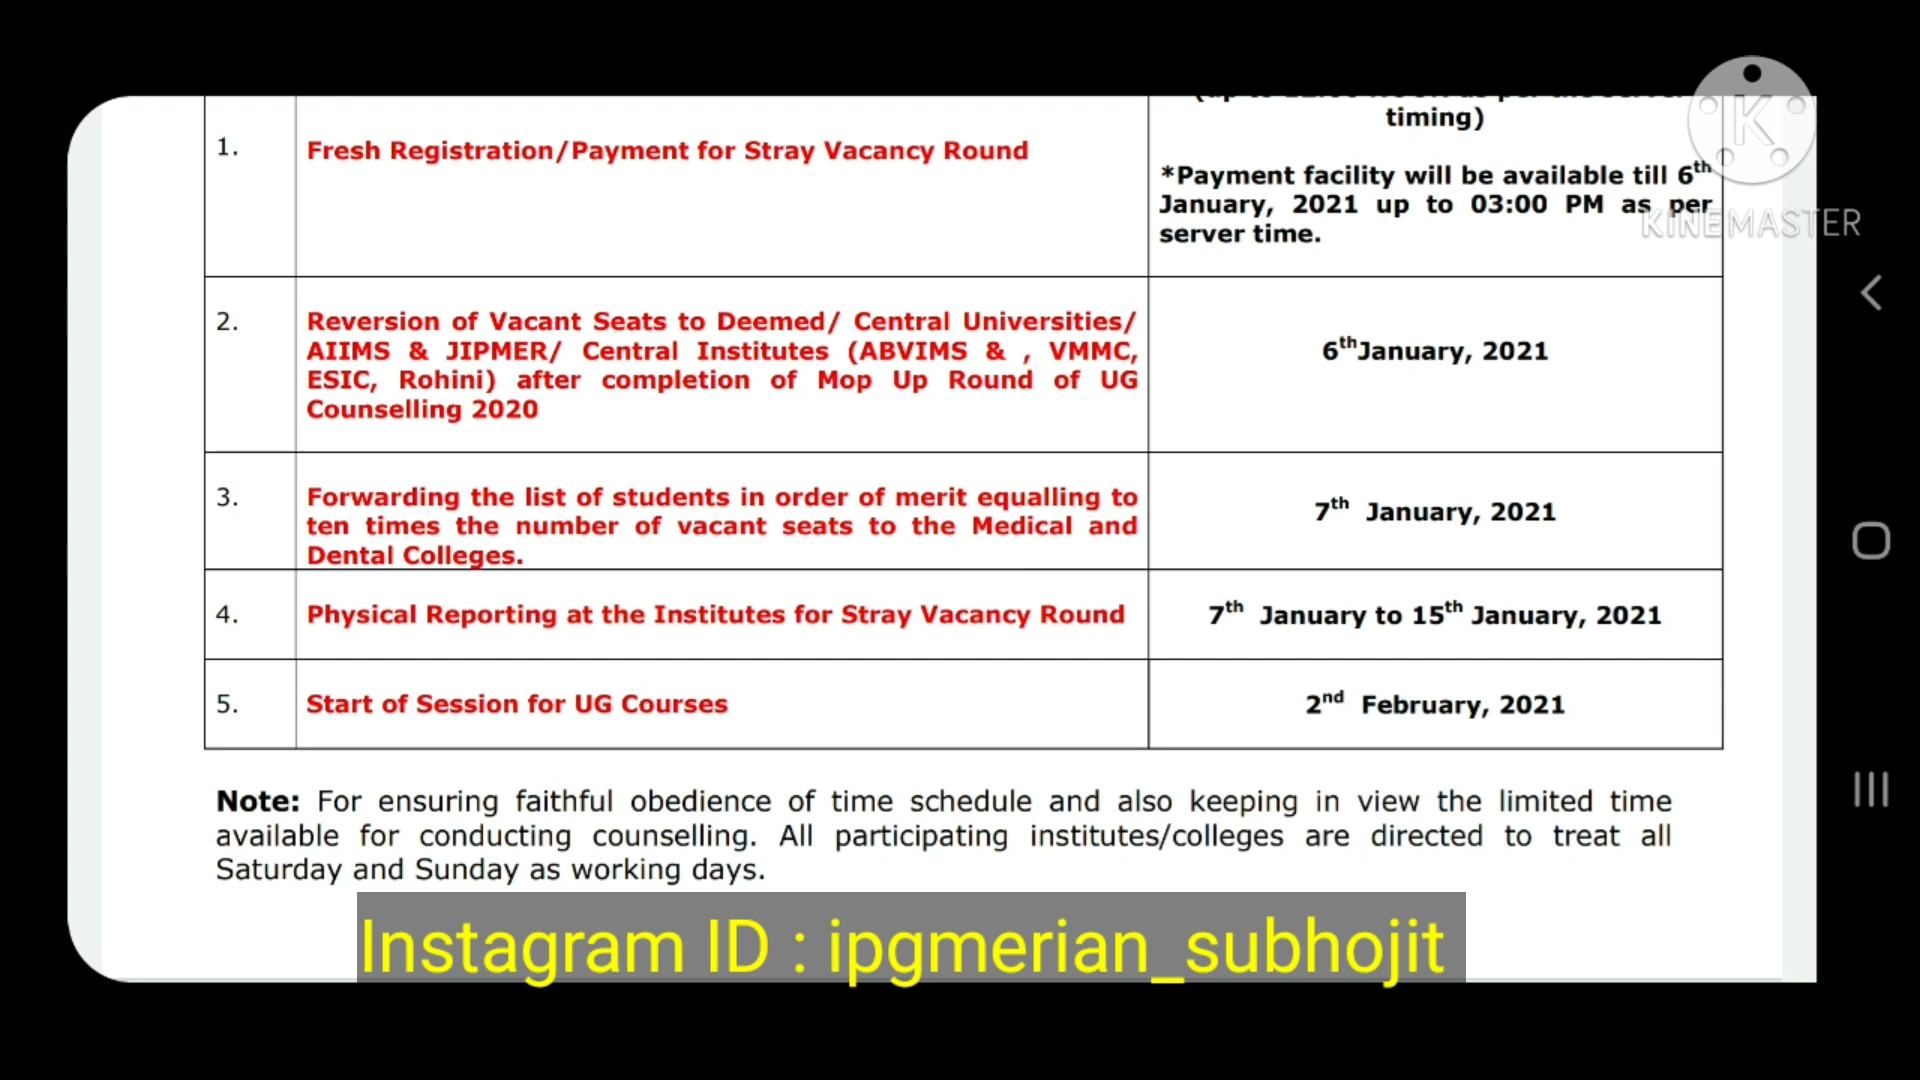 timing)
1.
Fresh Registration/Payment for Stray Vacancy Round
*Payment facility will be available till 6th
January, 2021 up to 03:00 PM as per
server time.
2.
Reversion of Vacant Seats to Deemed/ Central Universities/
AIIMS & JIPMER/ Central Institutes (ABVIMS & , VMMC,
ESIC, Rohini) after completion of Mop Up Round of UG
Counselling 2020
6thJanuary, 2021
3.
Forwarding the list of students in order of merit equalling to
ten times the number of vacant seats to the Medical and
Dental Colleges.
7th January, 2021
4.
Physical Reporting at the Institutes for Stray Vacancy Round
7th January to 15th January, 2021
5.
Start of Session for UG Courses
2nd February, 2021
Note: For ensuring faithful obedience of time schedule and also keeping in view the limited time
available for conducting counselling. All participating institutes/colleges are directed to treat all
Saturday and Sunday as working days.
Instagram ID : ipgmerian_subhojit
K
KINEMASTER